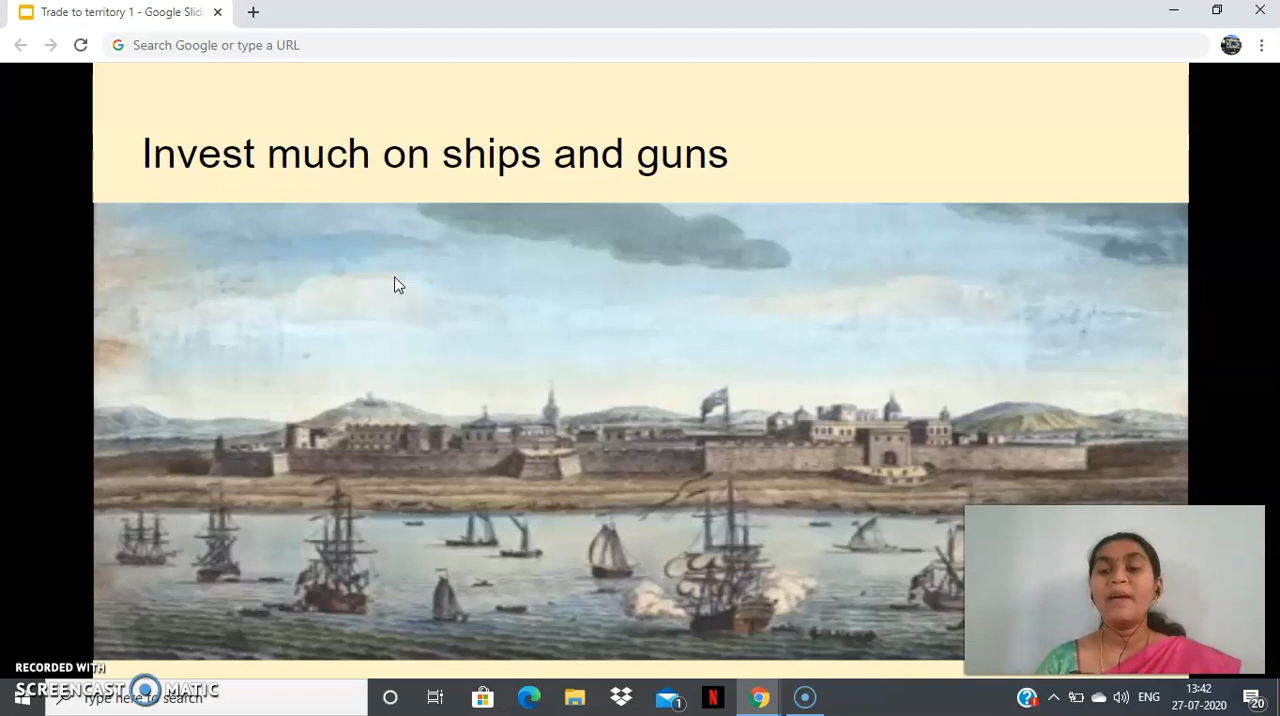 Trade to territory 1 - Google Slid
Search Google or type a URL
Invest much on ships and guns
RECORDED WITH
SCREENCAST MATIC
Type here to search
1
N
ENG
13:42
27-07-2020
20